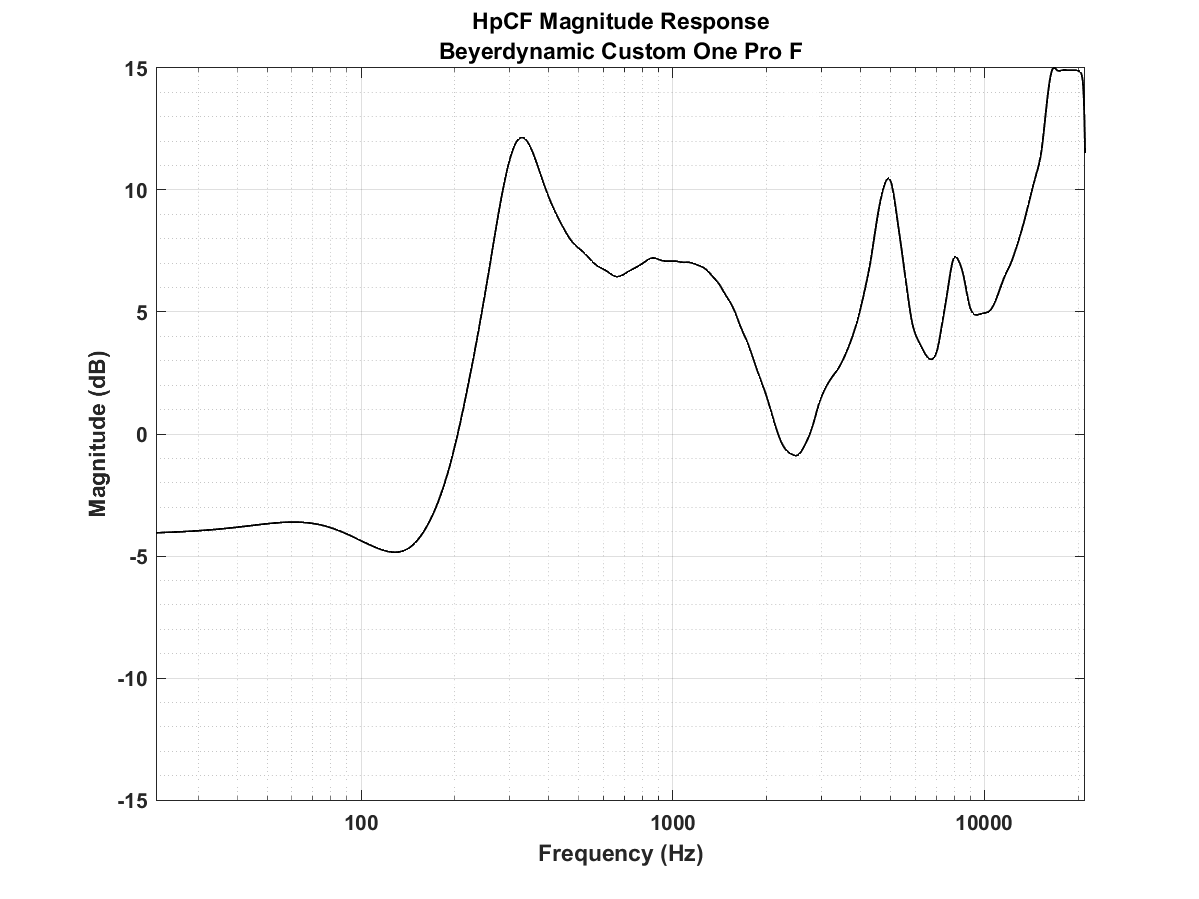 HpCF Magnitude Response
Beyerdynamic Custom One Pro F
15
10
5
0
-5
-10
-15
Magnitude (dB)
100
1000
10000
Frequency (Hz)